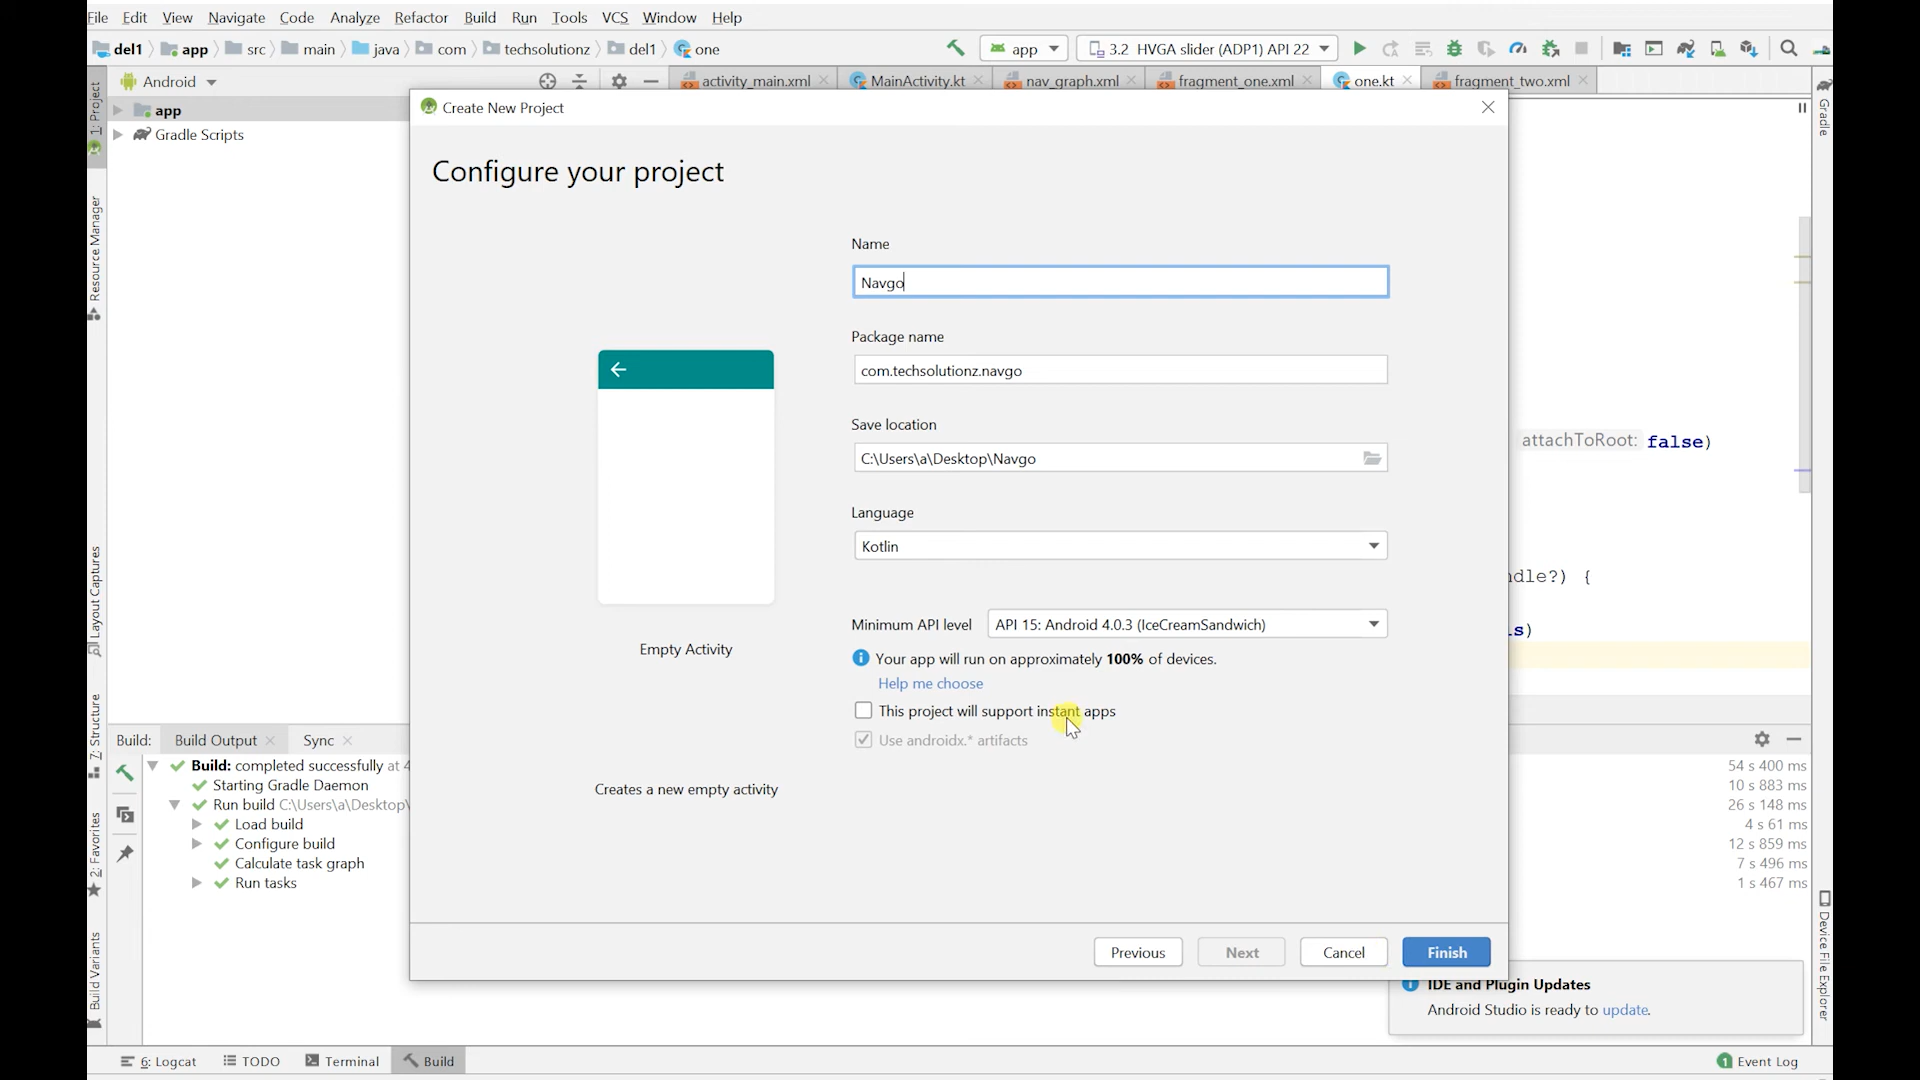 File Edit View Navigate Code Analyze Refactor Build Run Tools VCS Window Help
del1 app src main java com techsolutionz del1 one app 3.2 HVGA slider (ADP1) API 22
Android activity_main.xml MainActivity.kt nav_graph.xml fragment_one.xml one.kt fragment_two.xml
app
Gradle Scripts
1: Project
Resource Manager
Layout Captures
7: Structure
2: Favorites
Build Variants
Gradle
Device File Explorer
Create New Project
Configure your project
Name
Navgo
Package name
com.techsolutionz.navgo
Save location
C:\Users\a\Desktop\Navgo
Language
Kotlin
Minimum API level API 15: Android 4.0.3 (IceCreamSandwich)
Your app will run on approximately 100% of devices.
Help me choose
This project will support instant apps
Use androidx.* artifacts
Empty Activity
Creates a new empty activity
Previous Next Cancel Finish
attachToRoot: false)
dle?) {
s)
Build: Build Output Sync
Build: completed successfully at 4 54 s 400 ms
Starting Gradle Daemon 10 s 883 ms
Run build C:\Users\a\Desktop\ 26 s 148 ms
Load build 4 s 61 ms
Configure build 12 s 859 ms
Calculate task graph 7 s 496 ms
Run tasks 1 s 467 ms
IDE and Plugin Updates
Android Studio is ready to update.
6: Logcat TODO Terminal Build 1 Event Log